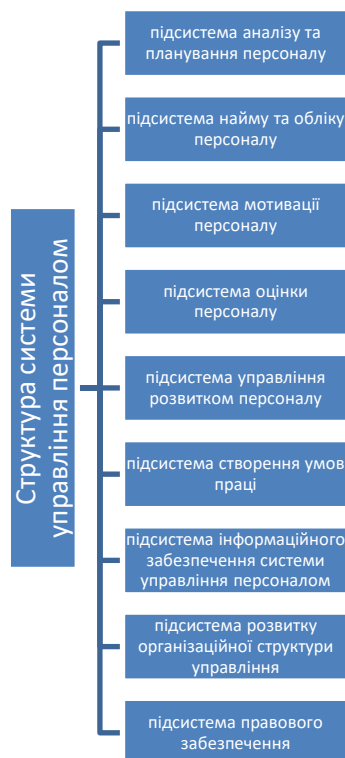 Структура системи
управління персоналом
підсистема аналізу та
планування персоналу
підсистема найму та обліку
персоналу
підсистема мотивації
персоналу
підсистема оцінки
персоналу
підсистема управління
розвитком персоналу
підсистема створення умов
праці
підсистема інформаційного
забезпечення системи
управління персоналом
підсистема розвитку
організаційної структури
управління
підсистема правового
забезпечення